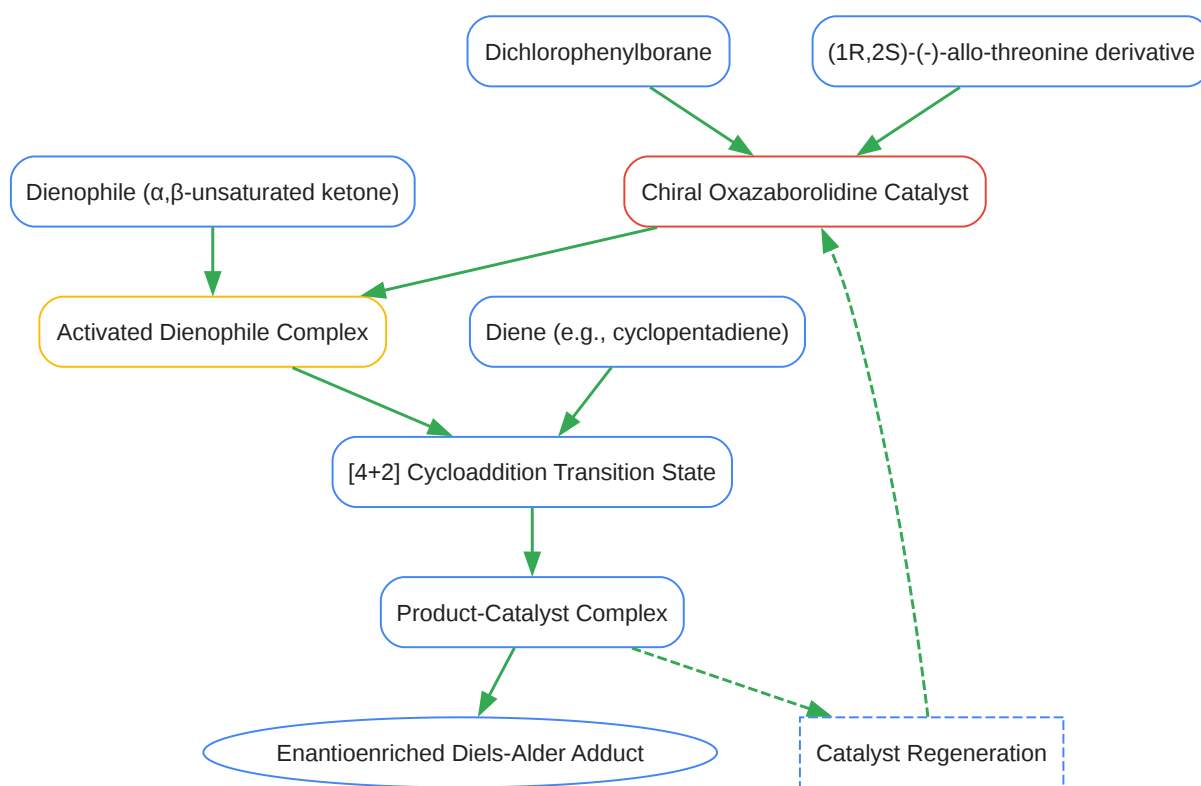 Dichlorophenylborane
(1R,2S)-(-)-allo-threonine derivative
Dienophile (α,β-unsaturated ketone)
Chiral Oxazaborolidine Catalyst
Activated Dienophile Complex
Diene (e.g., cyclopentadiene)
[4+2] Cycloaddition Transition State
Product-Catalyst Complex
Enantioenriched Diels-Alder Adduct
Catalyst Regeneration